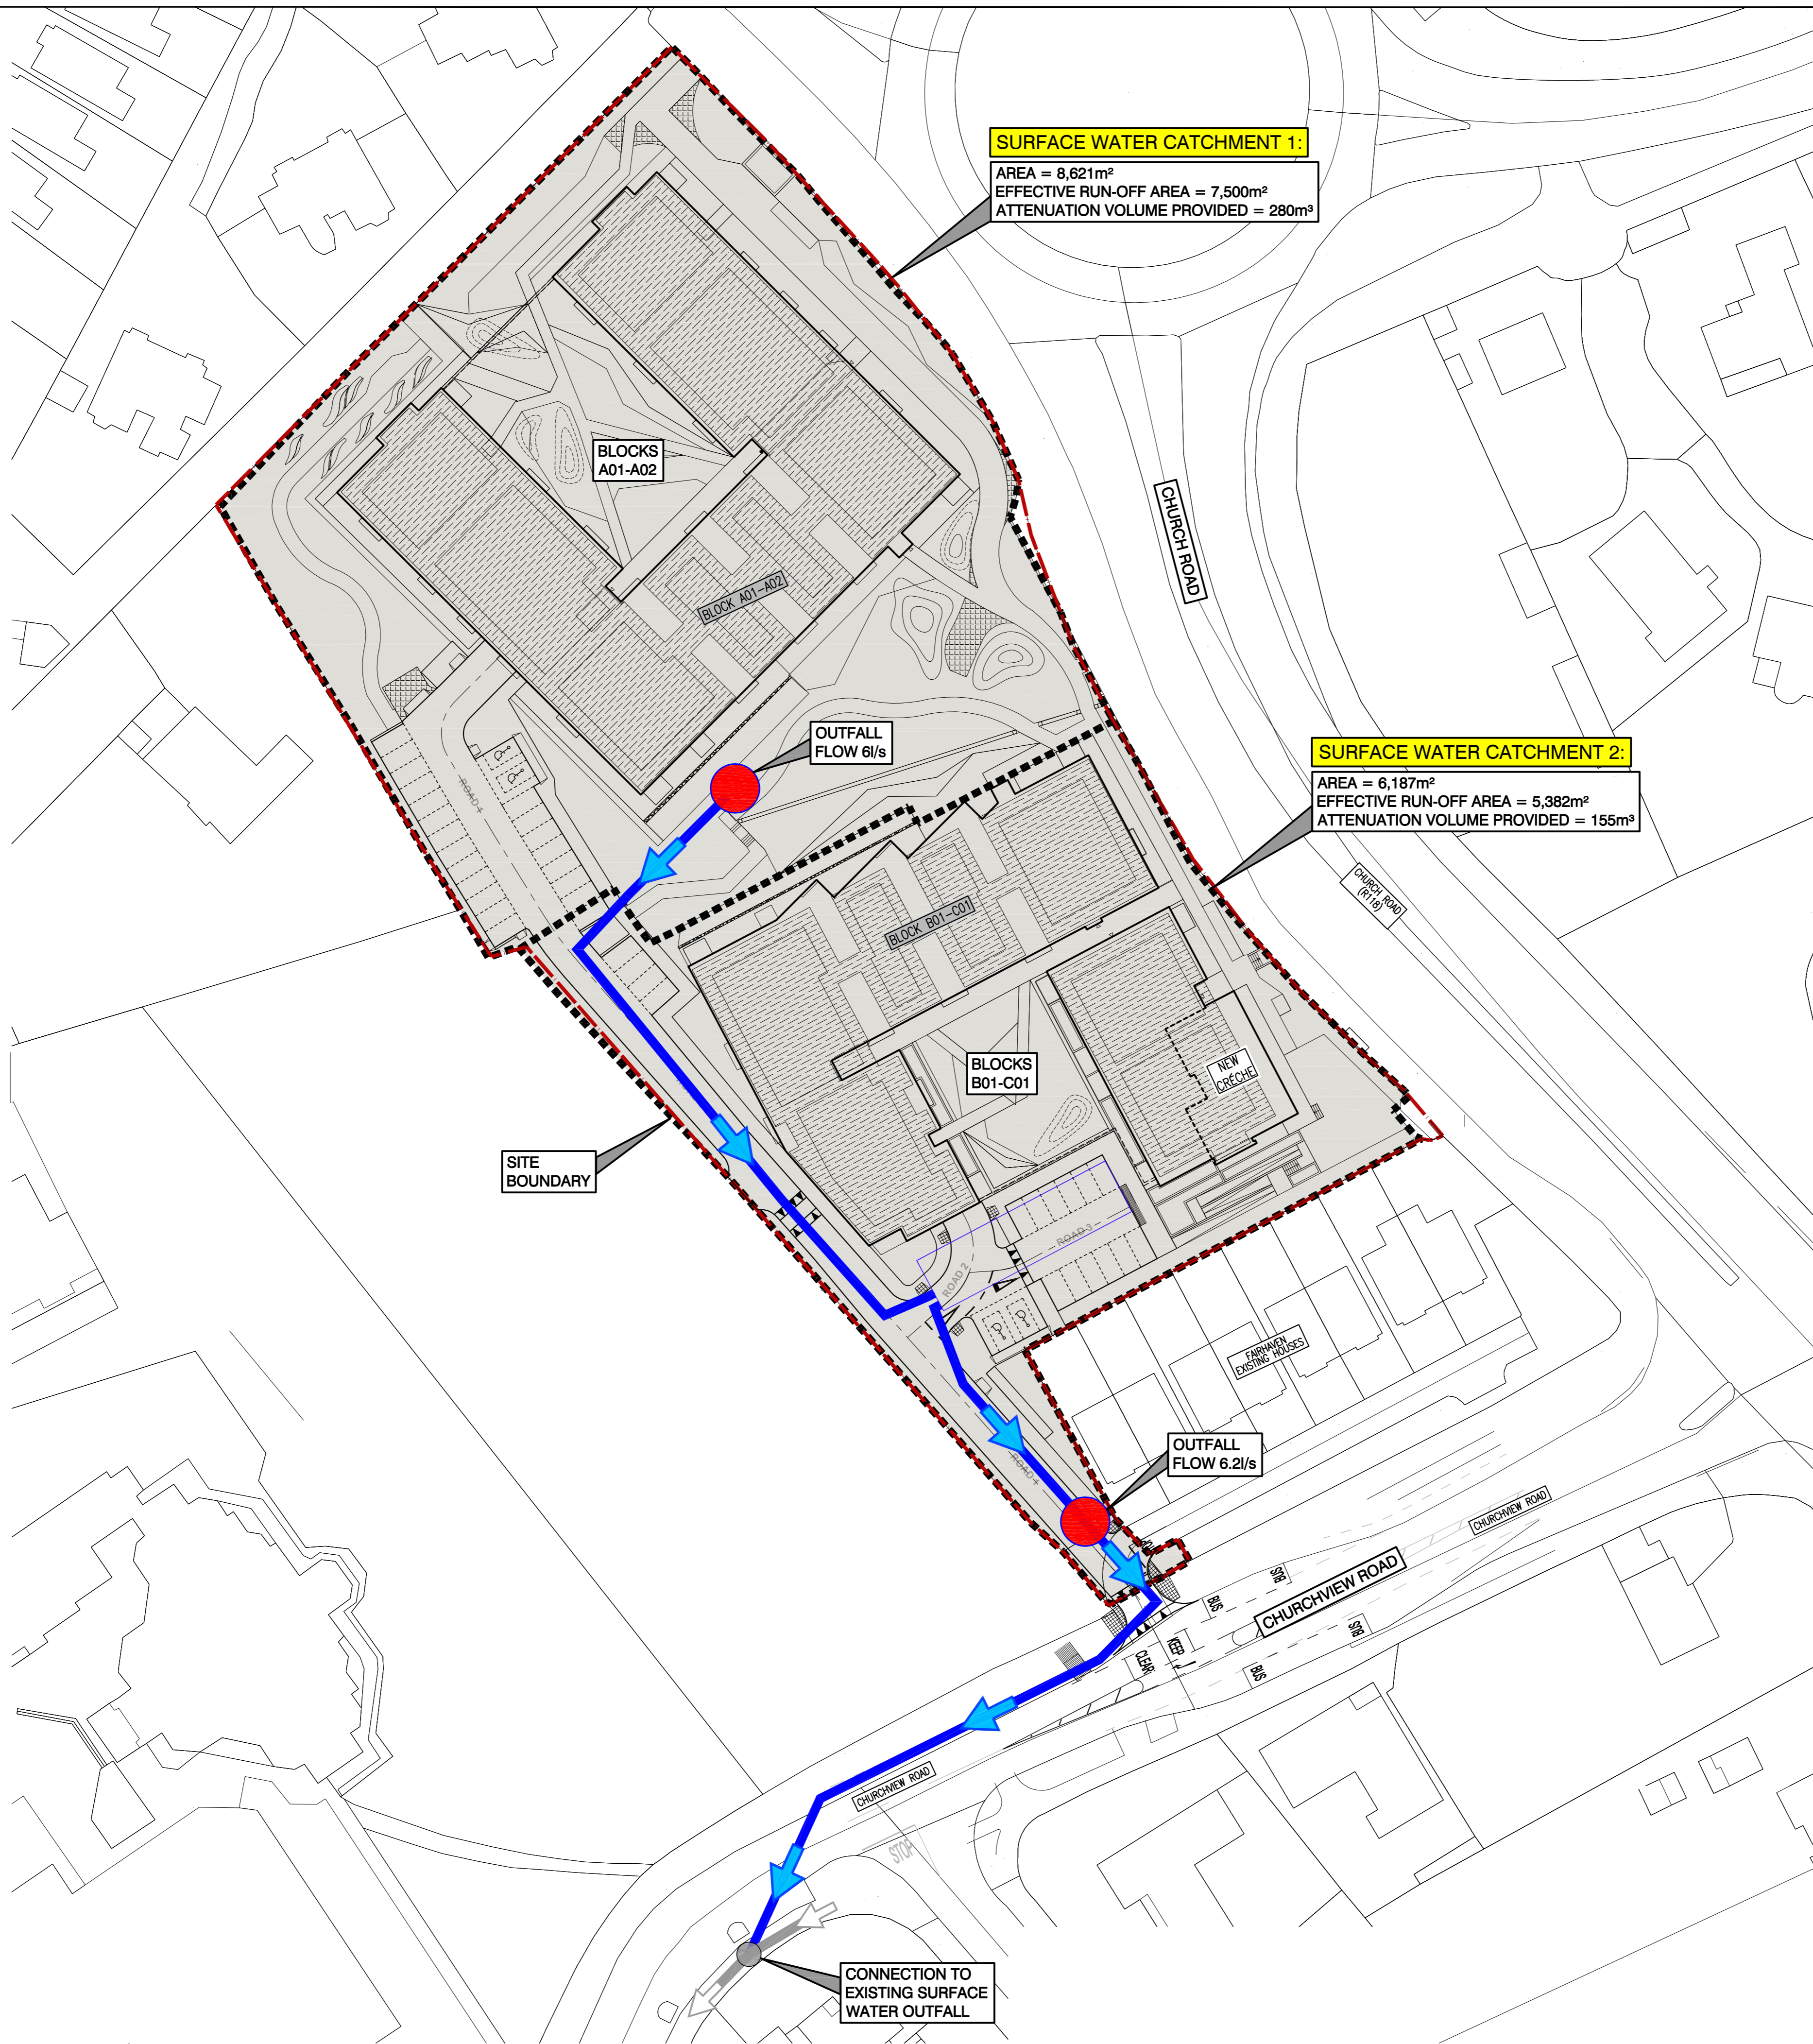 SURFACE WATER CATCHMENT 1:
AREA = 8,621m²
EFFECTIVE RUN-OFF AREA = 7,500m²
ATTENUATION VOLUME PROVIDED = 280m³
BLOCKS
A01-A02
CHURCH ROAD
BLOCK A01-A02
OUTFALL
FLOW 6l/s
SURFACE WATER CATCHMENT 2:
AREA = 6,187m²
EFFECTIVE RUN-OFF AREA = 5,382m²
ATTENUATION VOLUME PROVIDED = 155m³
ROAD 1
CHURCH ROAD
(R118)
BLOCK B01-C01
BLOCKS
B01-C01
NEW
CRÉCHE
SITE
BOUNDARY
ROAD 3
ROAD 2
FAIRHAVEN
EXISTING HOUSES
OUTFALL
FLOW 6.2l/s
ROAD 1
CHURCHVIEW ROAD
CHURCHVIEW ROAD
BUS
BUS
BUS
BUS
KEEP
CLEAR
CHURCHVIEW ROAD
STOP
CONNECTION TO
EXISTING SURFACE
WATER OUTFALL